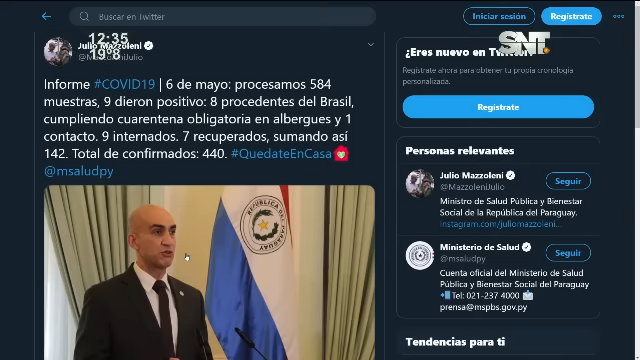 Buscar en Twitter
Iniciar sesión
Regístrate
12:35
19°8
Julio Mazzoleni
@MazzoleniJulio
SNT
Informe #COVID19 | 6 de mayo: procesamos 584
muestras, 9 dieron positivo: 8 procedentes del Brasil,
cumpliendo cuarentena obligatoria en albergues y 1
contacto. 9 internados. 7 recuperados, sumando así
142. Total de confirmados: 440. #QuedateEnCasa
@msaludpy
REPUBLICA DEL PARAGUAY
¿Eres nuevo en Twitter?
Regístrate ahora para obtener tu propia cronología
personalizada.
Regístrate
Personas relevantes
Julio Mazzoleni
@MazzoleniJulio
Seguir
Ministro de Salud Pública y Bienestar
Social de la República del Paraguay.
instagram.com/juliomazzoleni…
Ministerio de Salud
@msaludpy
Seguir
Cuenta oficial del Ministerio de Salud
Pública y Bienestar Social del Paraguay
Tel: 021-237 4000
prensa@mspbs.gov.py
Tendencias para ti